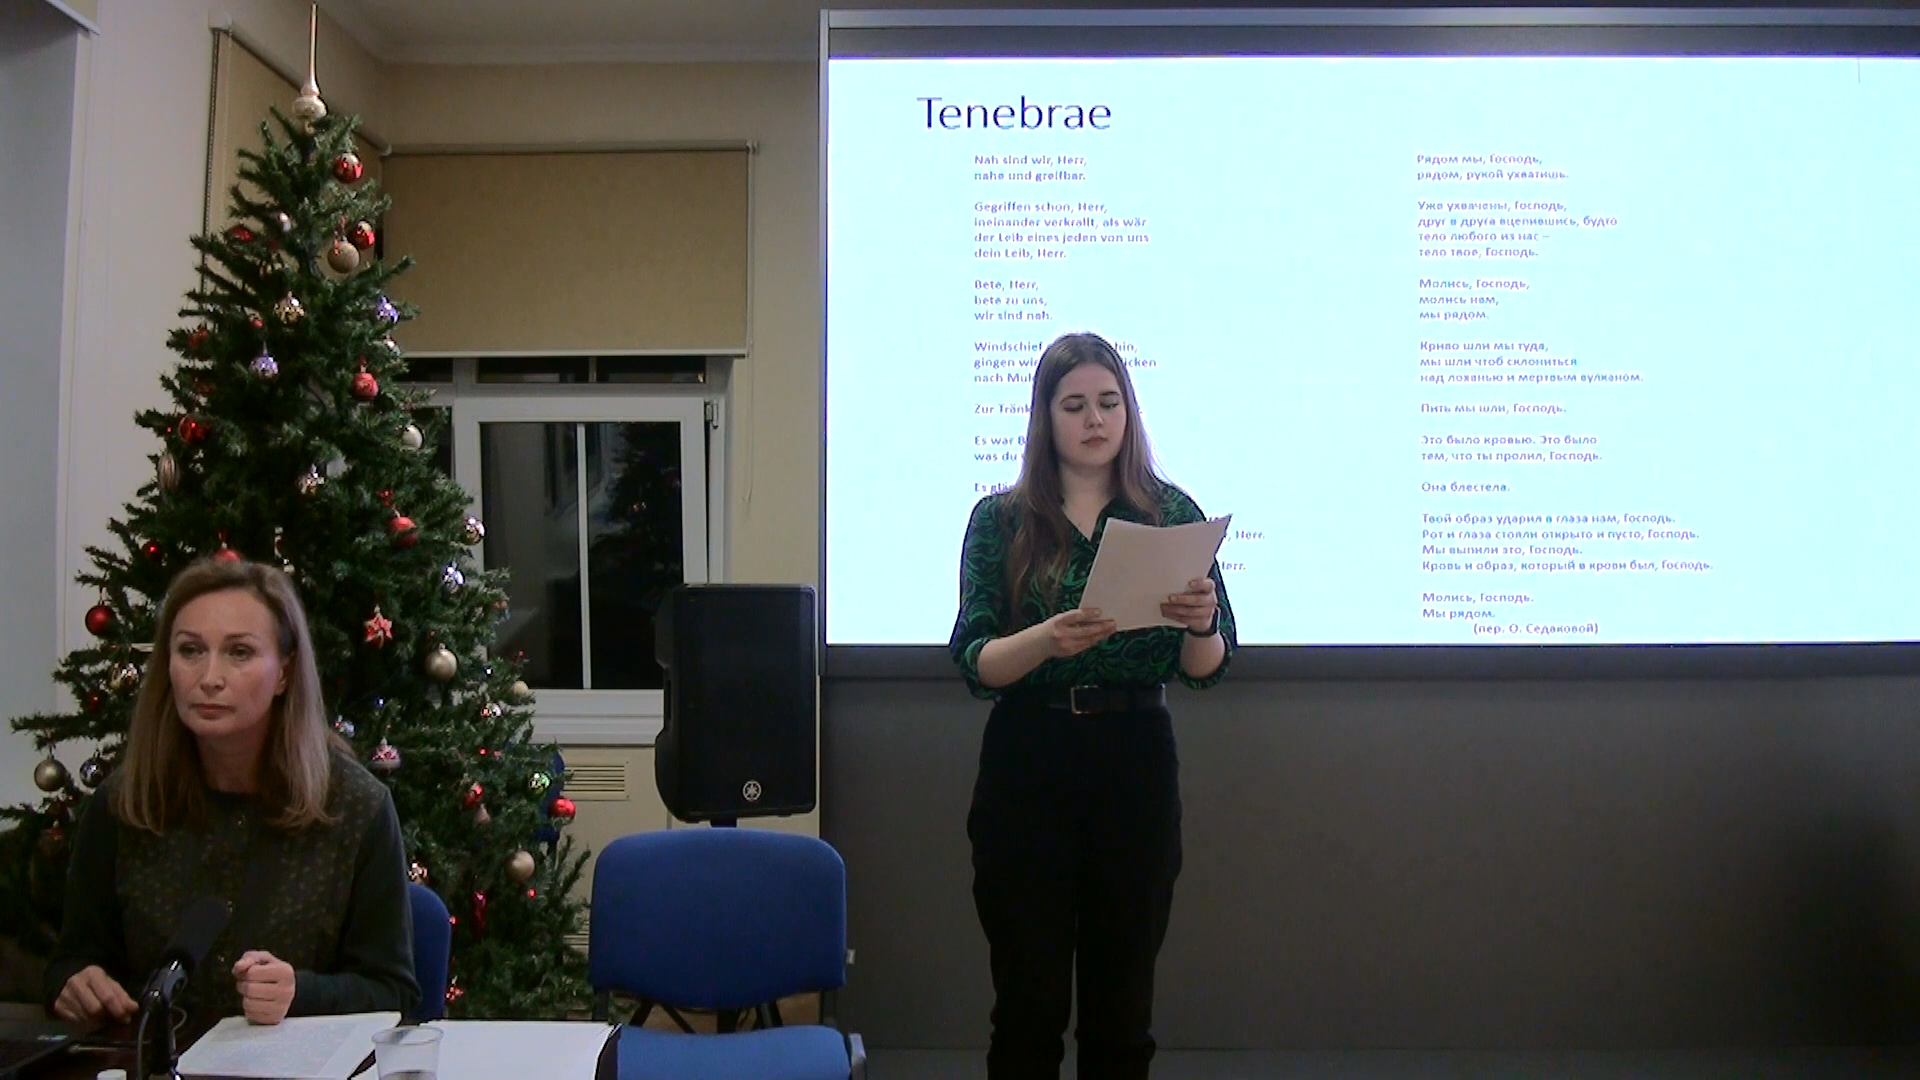 Tenebrae
Nah sind wir, Herr,
nahe und greifbar.
Gegriffen schon, Herr,
ineinander verkrallt, als wär
der Leib eines jeden von uns
dein Leib, Herr.
Bete, Herr,
bete zu uns,
wir sind nah.
Windschief hin,
gingen
nach
Zur
Es war
was du
Es
Herr.
Herr.
Рядом мы, Господь,
рядом, рукой ухватишь.
Уже ухвачены, Господь,
друг в друга вцепившись, будто
тело любого из нас –
тело твое, Господь.
Молись, Господь,
молись нам,
мы рядом.
Криво шли мы туда,
мы шли чтоб склониться
над лоханью и мертвым вулканом.
Пить мы шли, Господь.
Это было кровью. Это было
тем, что ты пролил, Господь.
Она блестела.
Твой образ ударил в глаза нам, Господь.
Рот и глаза стояли открыто и пусто, Господь.
Мы выпили это, Господь.
Кровь и образ, который в крови был, Господь.
Молись, Господь.
Мы рядом.
(пер. О. Седаковой)